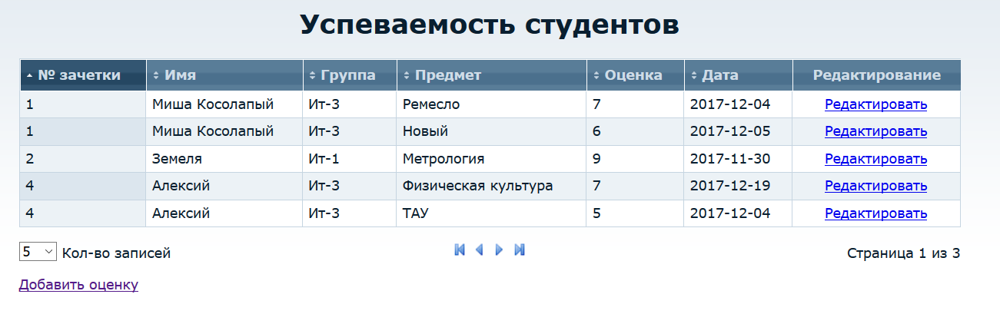 Успеваемость студентов
№ зачетки Имя Группа Предмет Оценка Дата Редактирование
1 Миша Косолапый Ит-3 Ремесло 7 2017-12-04 Редактировать
1 Миша Косолапый Ит-3 Новый 6 2017-12-05 Редактировать
2 Земеля Ит-1 Метрология 9 2017-11-30 Редактировать
4 Алексий Ит-3 Физическая культура 7 2017-12-19 Редактировать
4 Алексий Ит-3 ТАУ 5 2017-12-04 Редактировать
5 Кол-во записей Страница 1 из 3
Добавить оценку